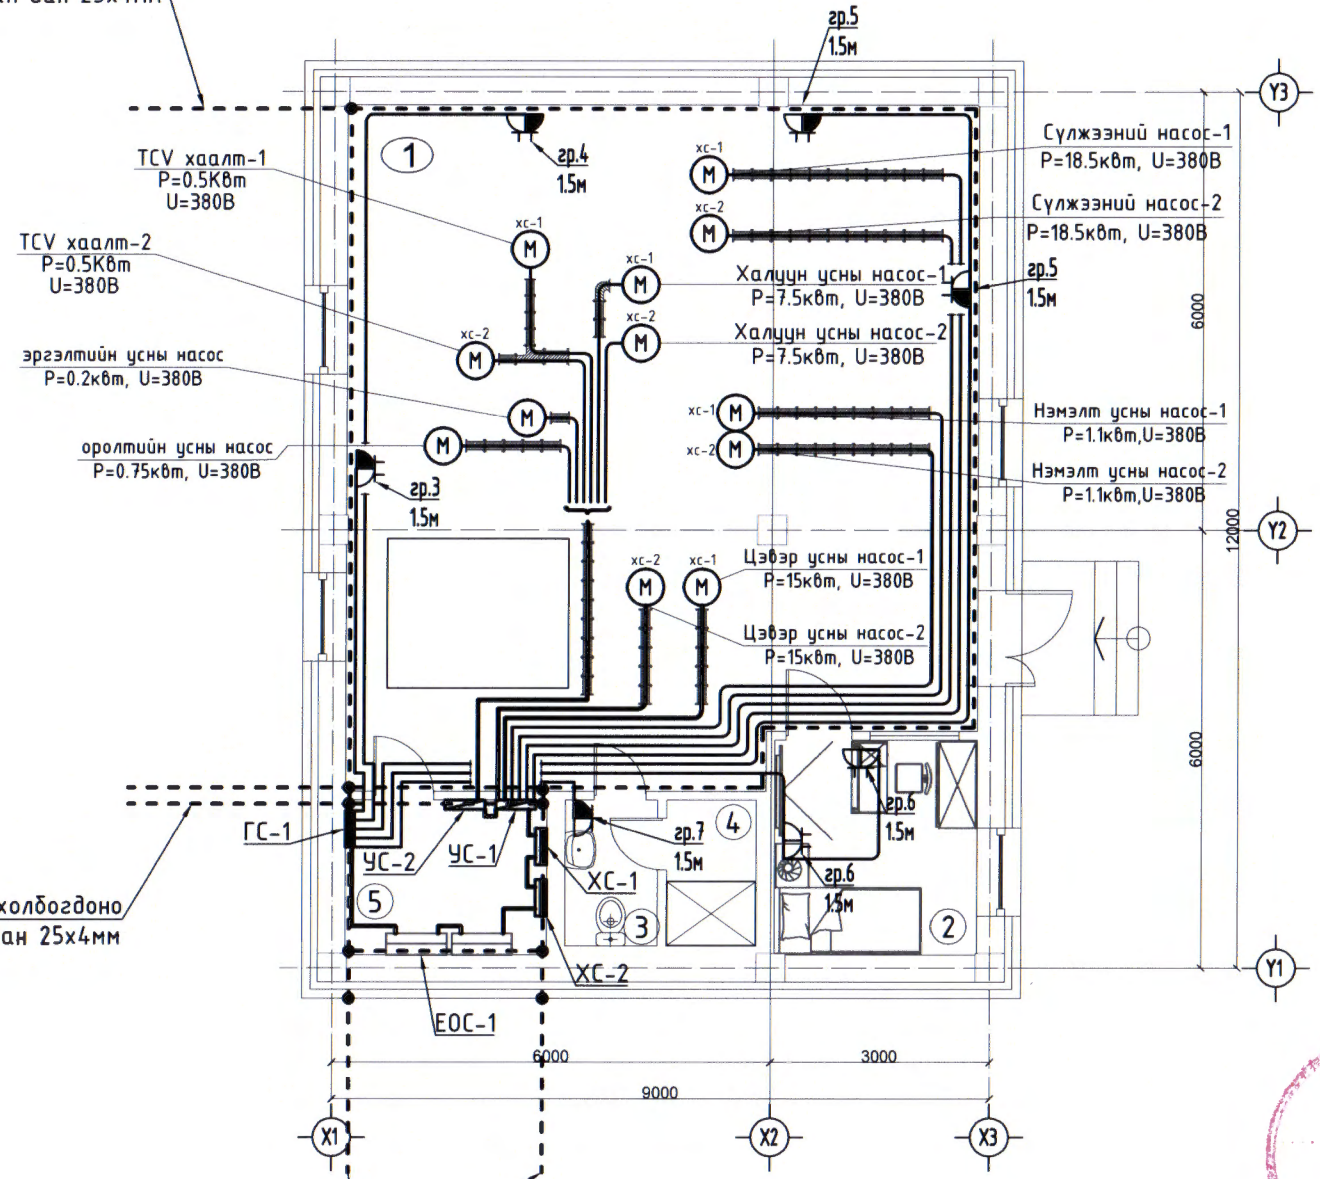 гр.5
1.5м
Y3
ТСV хаалт-1
P=0.5Квт
U=380В
1
гр.4
1.5м
хс-1
M
Сүлжээний насос-1
P=18.5квт, U=380В
хс-2
M
Сүлжээний насос-2
P=18.5квт, U=380В
ТСV хаалт-2
P=0.5Квт
U=380В
хс-1
M
хс-1
M
Халуун усны насос-1
P=7.5квт, U=380В
гр.5
1.5м
6000
хс-2
M
Халуун усны насос-2
P=7.5квт, U=380В
хс-2
M
эргэлтийн усны насос
P=0.2квт, U=380В
M
хс-1
M
Нэмэлт усны насос-1
P=1.1квт,U=380В
оролтийн усны насос
P=0.75квт, U=380В
M
хс-2
M
Нэмэлт усны насос-2
P=1.1квт,U=380В
гр.3
1.5м
12000
Y2
хс-2
M
хс-1
M
Цэвэр усны насос-1
P=15квт, U=380В
Цэвэр усны насос-2
P=15квт, U=380В
6000
ГС-1
УС-2
УС-1
гр.7
1.5м
4
гр.6
1.5м
ХС-1
гр.6
1.5м
холбогдоно
ан 25х4мм
5
3
2
ХС-2
Y1
ЕОС-1
6000
3000
9000
X1
X2
X3